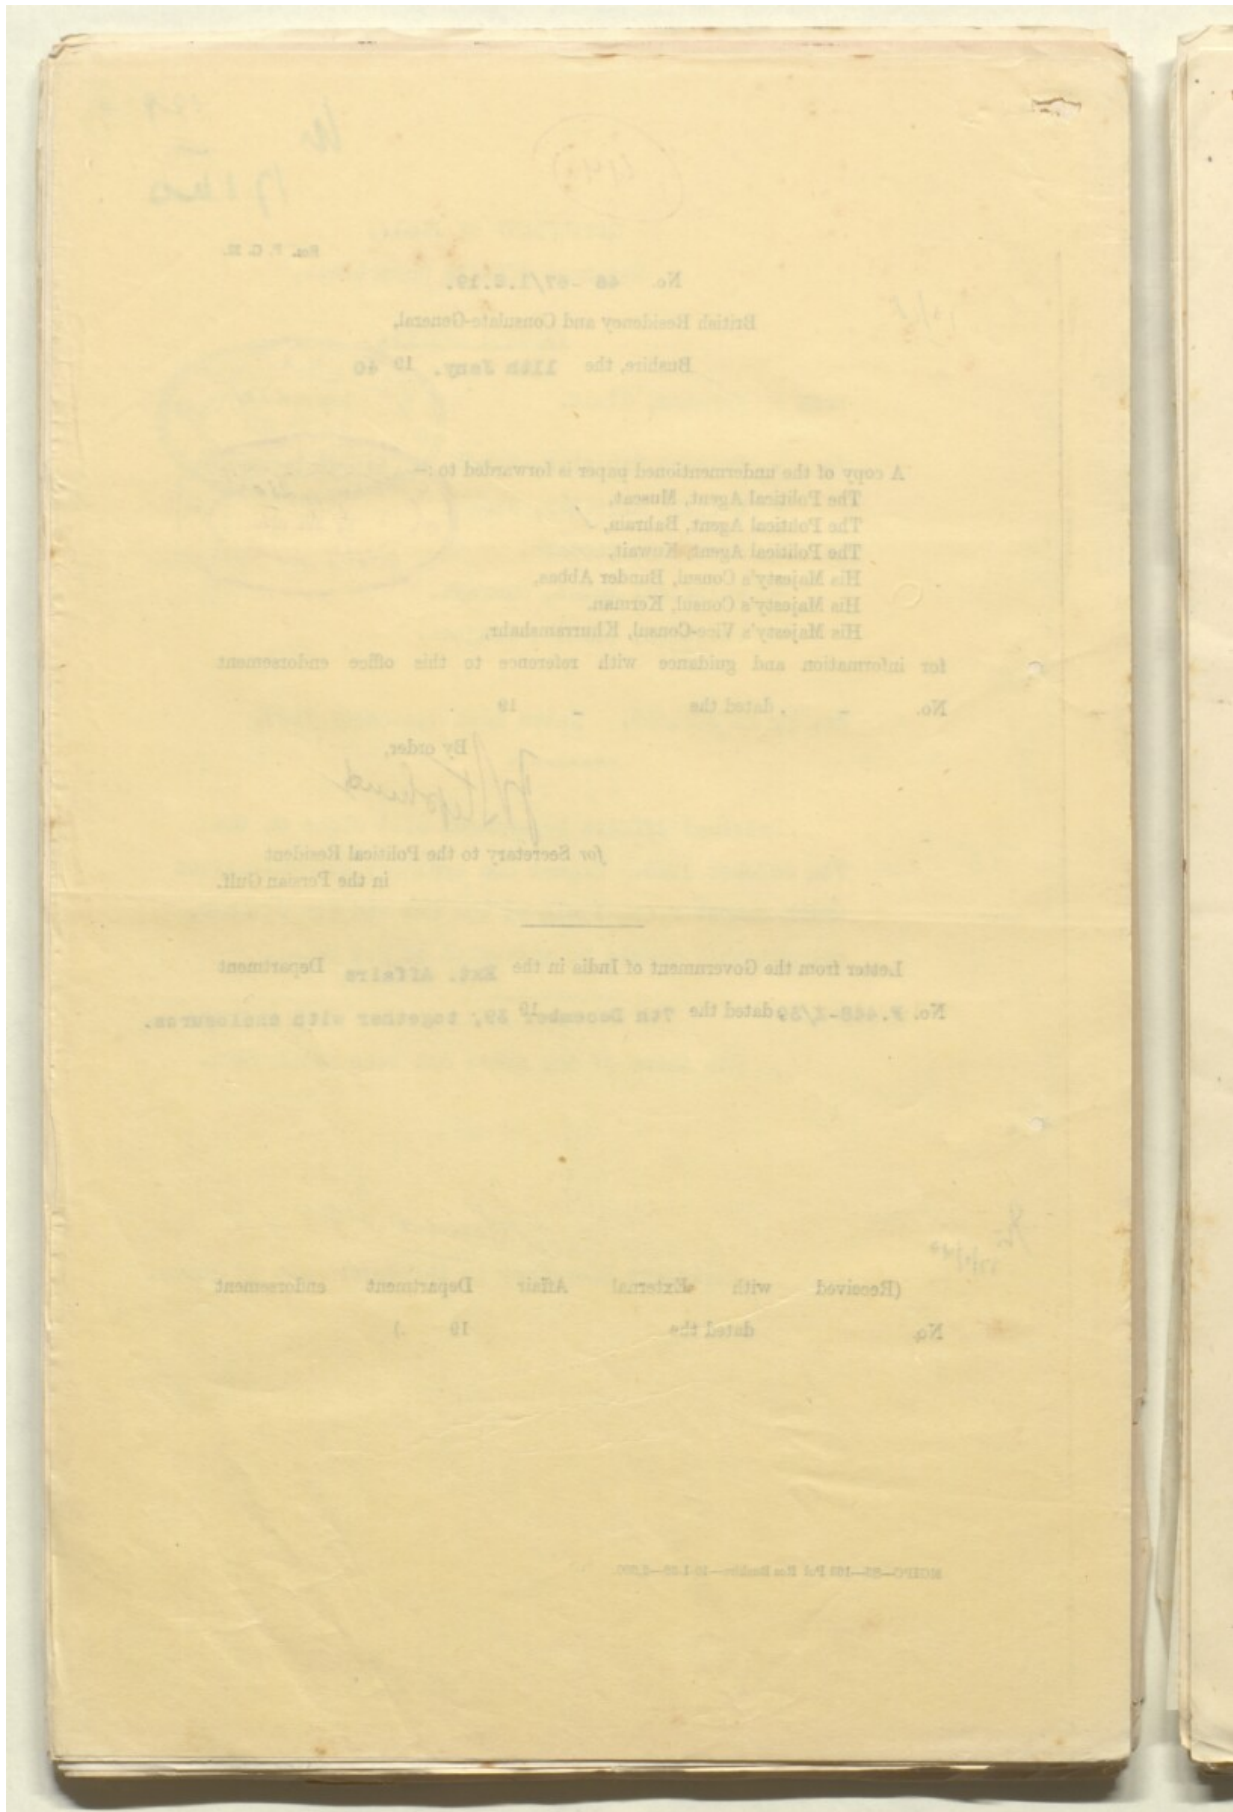 Res. P. G. 21.
No. 46 -67/1.S.19.
British Residency and Consulate-General,
Bushire, the 11th Jany. 19 40
A copy of the undermentioned paper is forwarded to :—
The Political Agent, Muscat,
The Political Agent, Bahrain,
The Political Agent, Kuwait,
His Majesty's Consul, Bunder Abbas,
His Majesty's Consul, Kerman.
His Majesty's Vice-Consul, Khurramshahr,
for information and guidance with reference to this office endorsement
No. - . dated the - 19 .
By order,
for Secretary to the Political Resident
in the Persian Gulf.
Letter from the Government of India in the Ext. Affairs Department
No. dated the 7th December 19 39, together with enclosures.
(Received with External Affair Department endorsement
No. dated the 19 .)